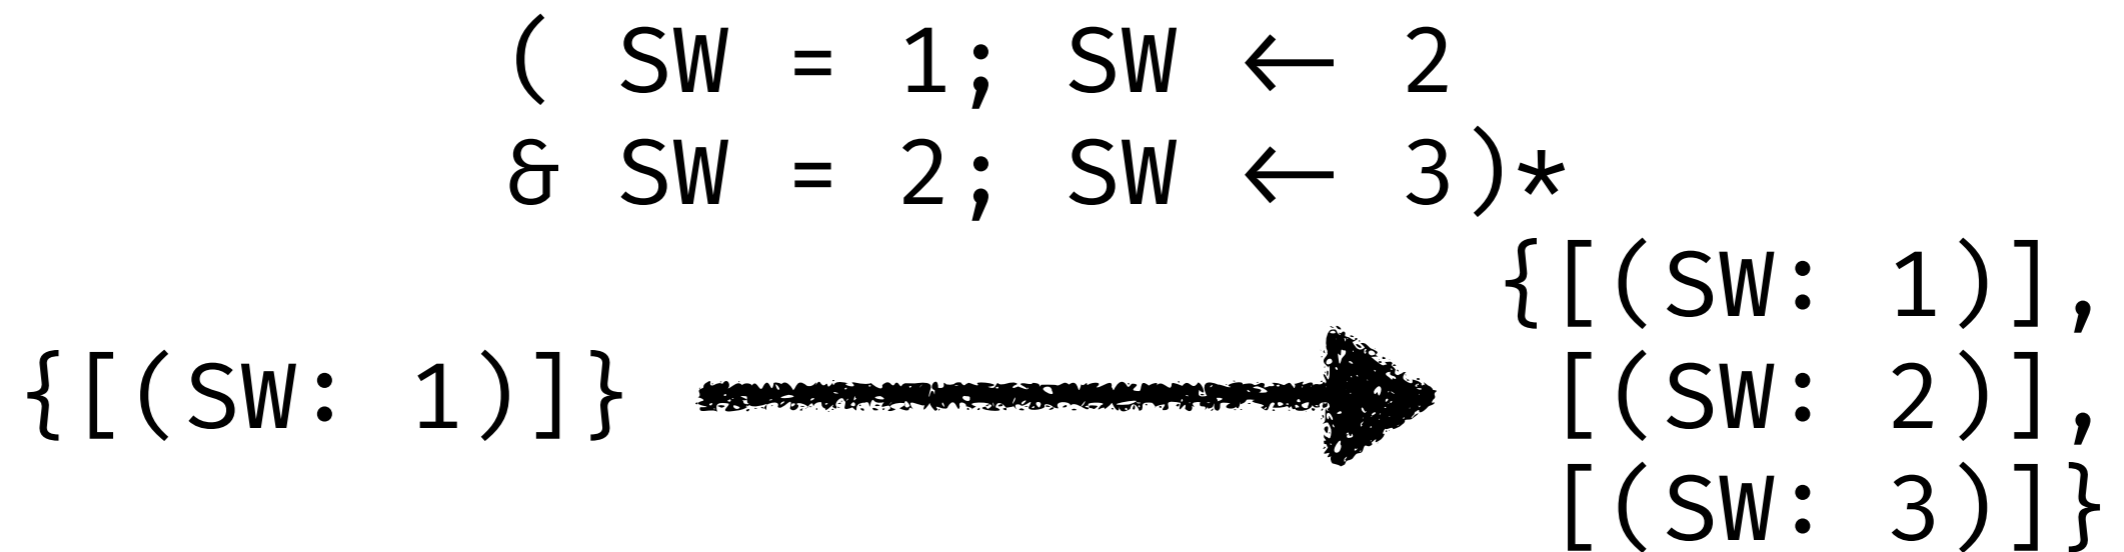 ( SW = 1; SW ← 2
& SW = 2; SW ← 3)*
{[(SW: 1)],
{[(SW: 1)]}
[(SW: 2)],
[(SW: 3)]}